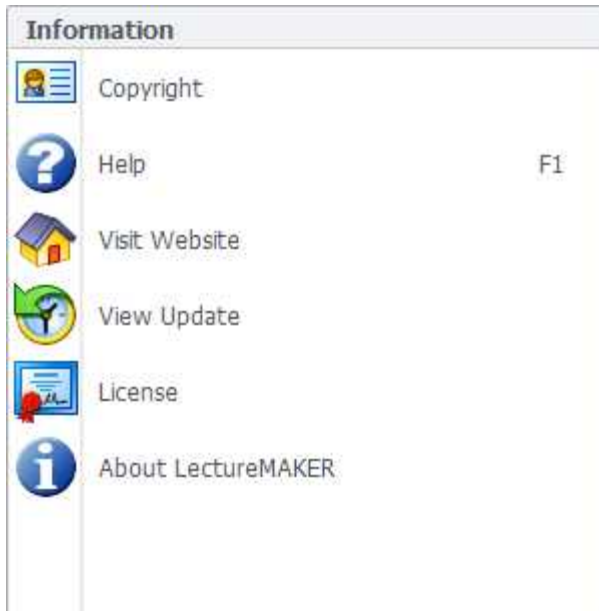 Information
Copyright
Help F1
Visit Website
View Update
License
About LectureMAKER